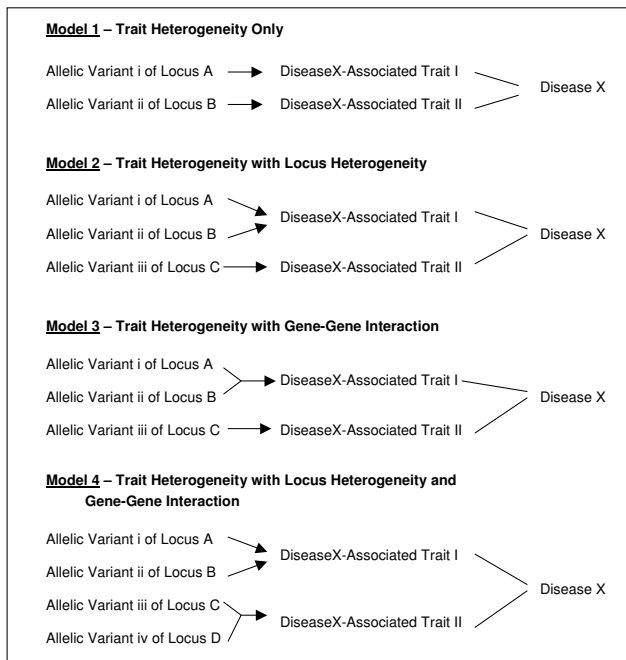 Model 1 – Trait Heterogeneity Only
Allelic Variant i of Locus A
DiseaseX-Associated Trait I
Allelic Variant ii of Locus B
DiseaseX-Associated Trait II
Disease X
Model 2 – Trait Heterogeneity with Locus Heterogeneity
Allelic Variant i of Locus A
Allelic Variant ii of Locus B
DiseaseX-Associated Trait I
Allelic Variant iii of Locus C
DiseaseX-Associated Trait II
Disease X
Model 3 – Trait Heterogeneity with Gene-Gene Interaction
Allelic Variant i of Locus A
Allelic Variant ii of Locus B
DiseaseX-Associated Trait I
Allelic Variant iii of Locus C
DiseaseX-Associated Trait II
Disease X
Model 4 – Trait Heterogeneity with Locus Heterogeneity and
Gene-Gene Interaction
Allelic Variant i of Locus A
Allelic Variant ii of Locus B
DiseaseX-Associated Trait I
Allelic Variant iii of Locus C
Allelic Variant iv of Locus D
DiseaseX-Associated Trait II
Disease X